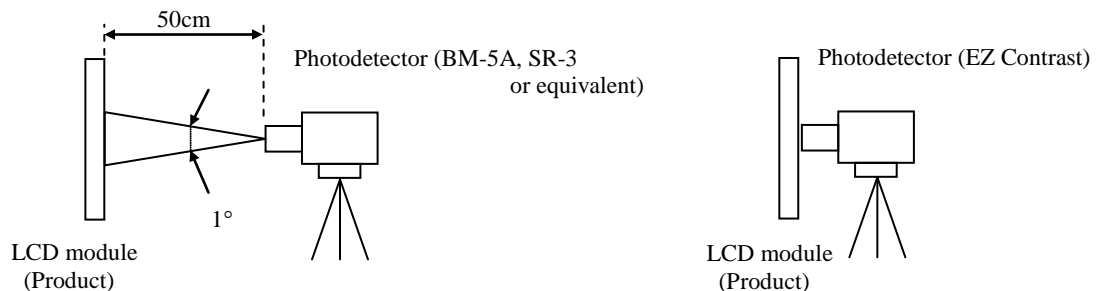 50cm
Photodetector (BM-5A, SR-3
or equivalent)
1°
LCD module
(Product)
Photodetector (EZ Contrast)
LCD module
(Product)